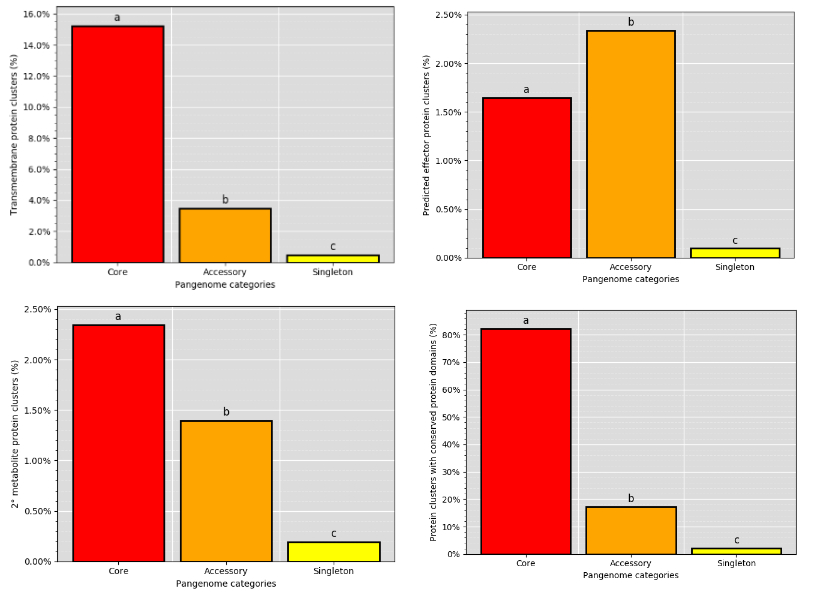 Transmembrane protein clusters (%)
16.0%
14.0%
12.0%
10.0%
8.0%
6.0%
4.0%
2.0%
0.0%
a
b
c
Core Accessory Singleton
Pangenome categories
Predicted effector protein clusters (%)
2.50%
2.00%
1.50%
1.00%
0.50%
0.00%
a
b
c
Core Accessory Singleton
Pangenome categories
2° metabolite protein clusters (%)
2.50%
2.00%
1.50%
1.00%
0.50%
0.00%
a
b
c
Core Accessory Singleton
Pangenome categories
Protein clusters with conserved protein domains (%)
80%
70%
60%
50%
40%
30%
20%
10%
0%
a
b
c
Core Accessory Singleton
Pangenome categories